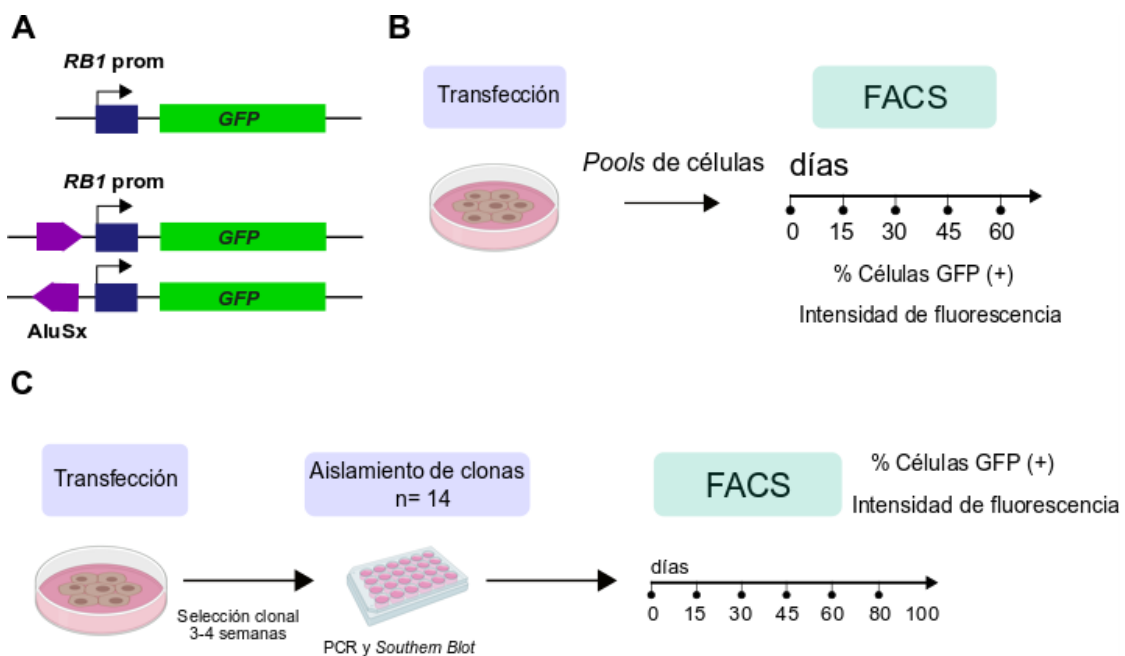 A
RB1 prom
GFP
RB1 prom
GFP
GFP
AluSx
B
Transfección
FACS
Pools de células
días
0 15 30 45 60
% Células GFP (+)
Intensidad de fluorescencia
C
Transfección
Aislamiento de clonas
n= 14
FACS
% Células GFP (+)
Intensidad de fluorescencia
Selección clonal
3-4 semanas
PCR y Southern Blot
días
0 15 30 45 60 80 100